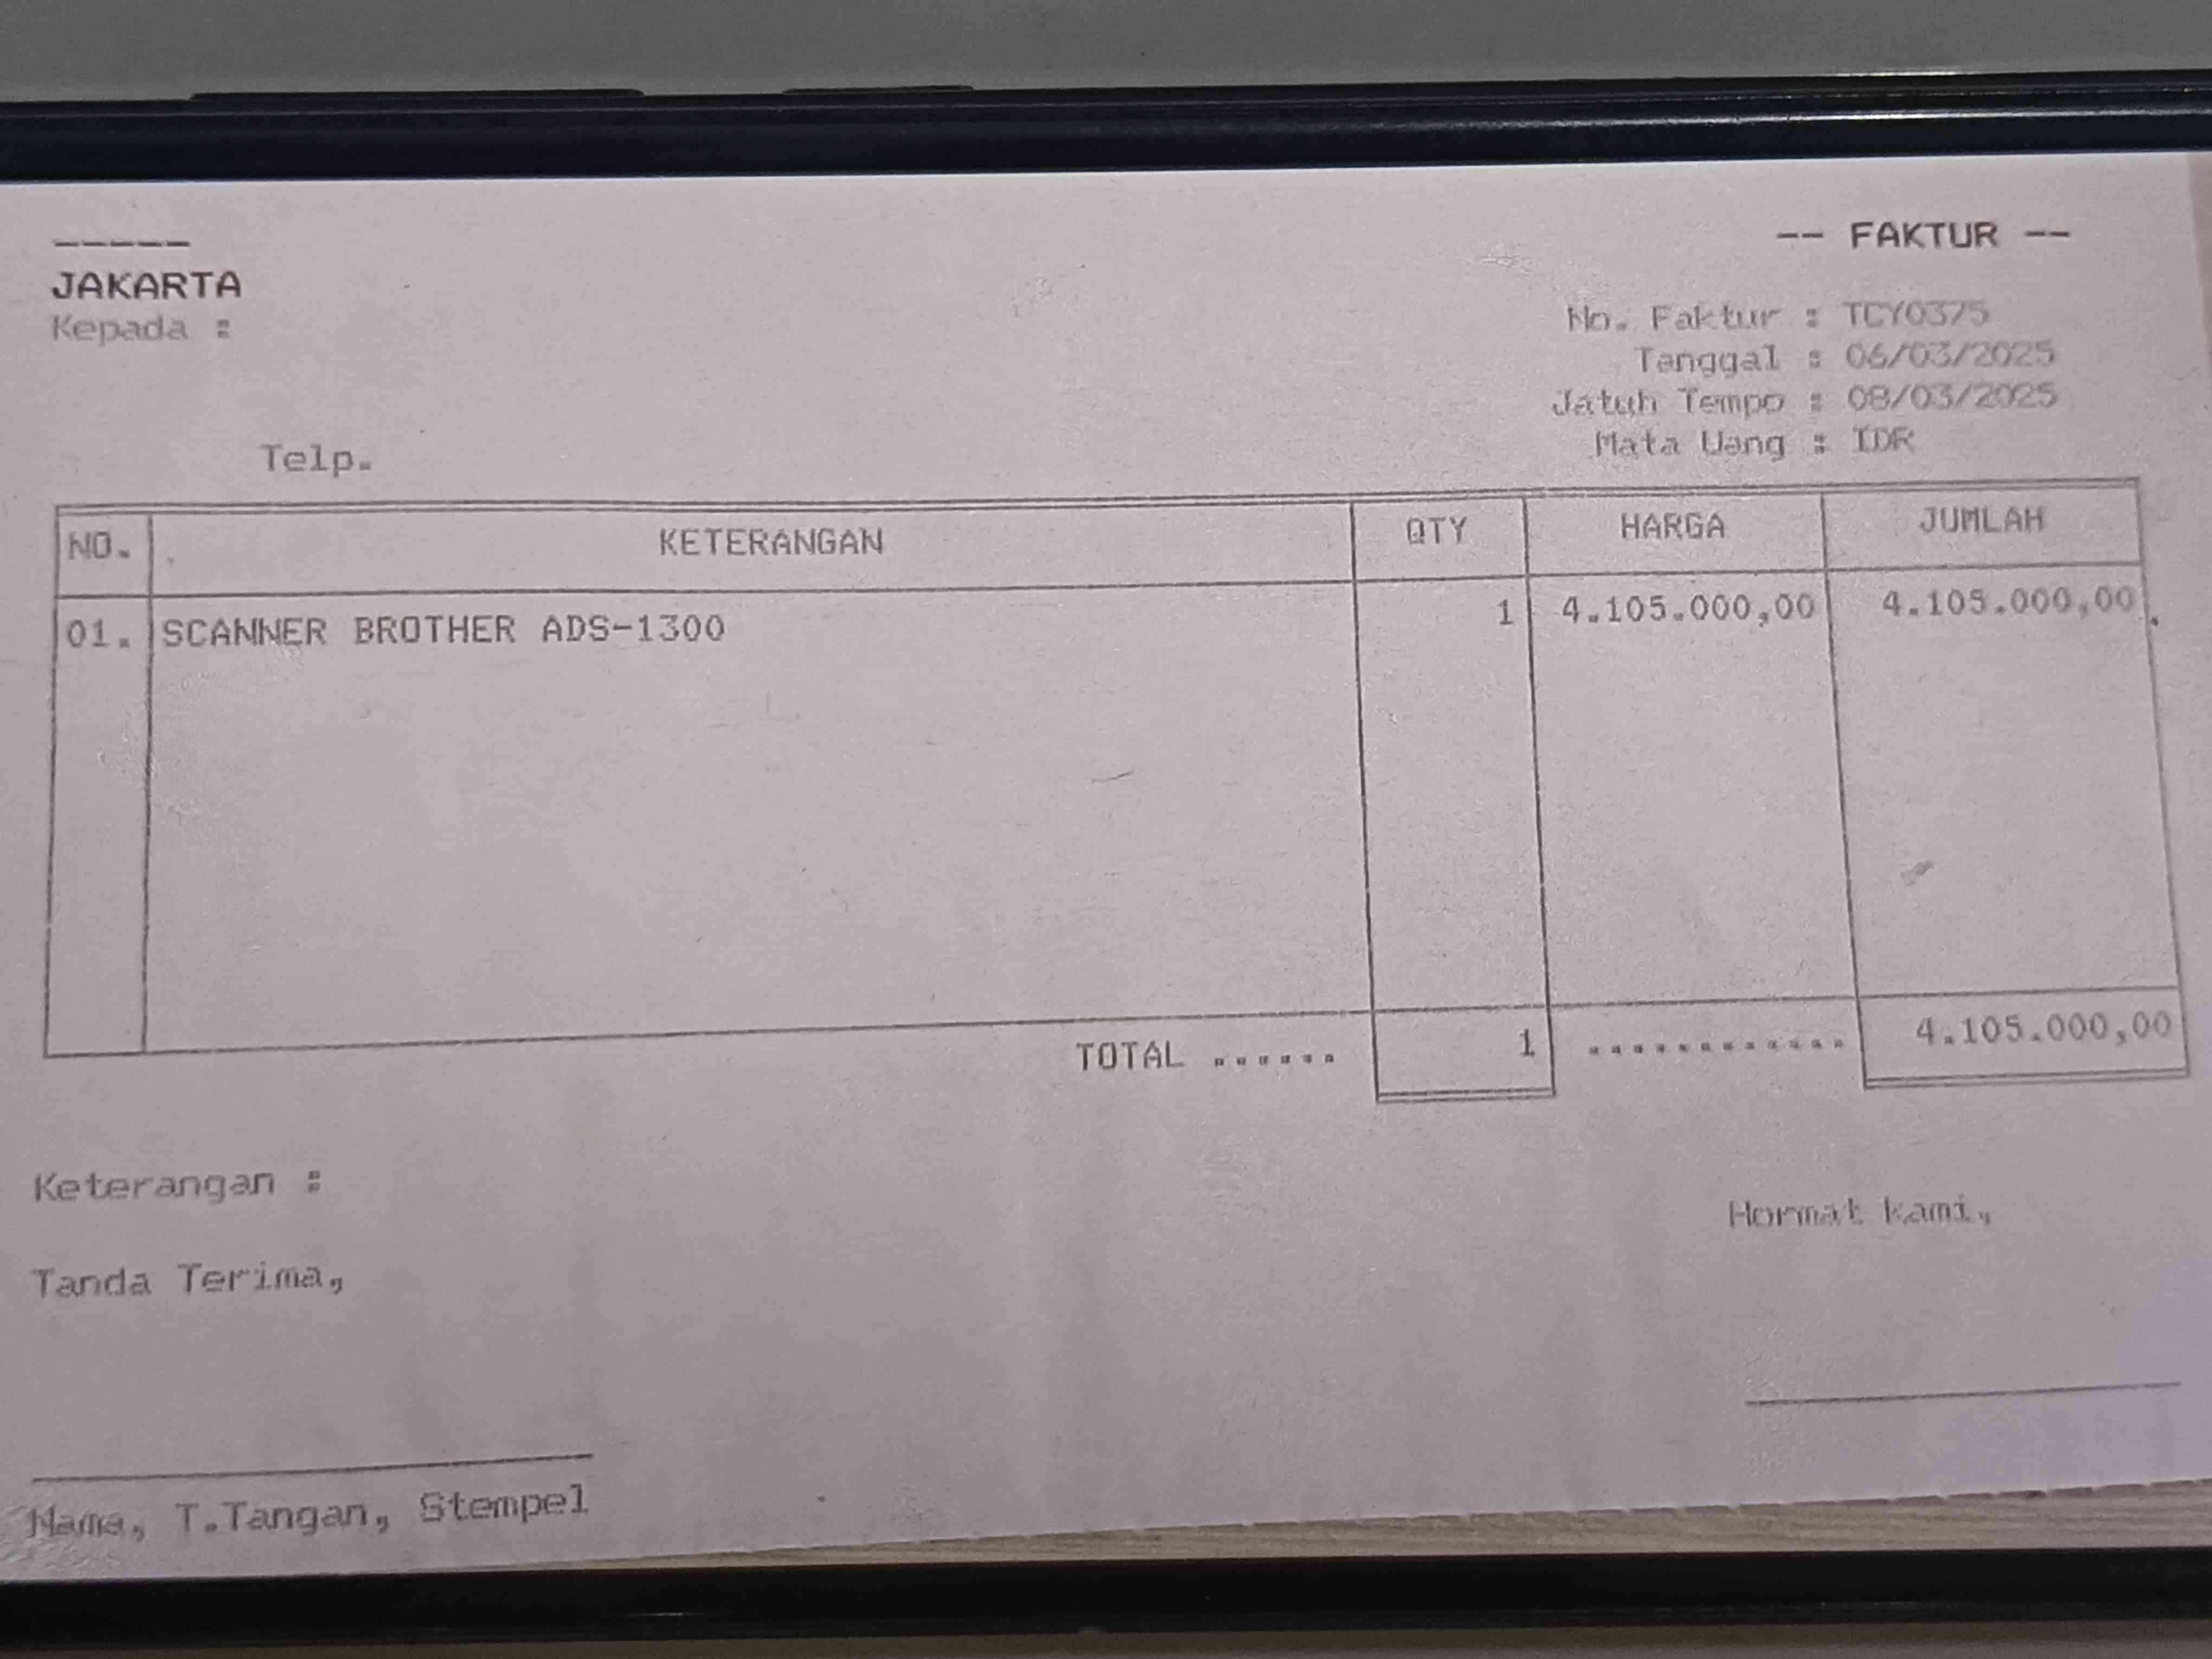 -----
JAKARTA
Kepada :
Telp.
-- FAKTUR --
No. Faktur : TCY0375
Tanggal : 06/03/2025
Jatuh Tempo : 08/03/2025
Mata Uang : IDR
NO. KETERANGAN QTY HARGA JUMLAH
01. SCANNER BROTHER ADS-1300 1 4.105.000,00 4.105.000,00
TOTAL ...... 1 ............ 4.105.000,00
Keterangan :
Hormat kami,
Tanda Terima,
Nama, T.Tangan, Stempel